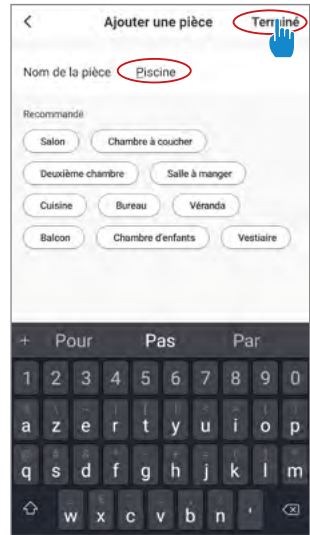 Ajouter une pièce Terminé
Nom de la pièce Piscine
Recommandé
Salon Chambre à coucher
Deuxième chambre Salle à manger
Cuisine Bureau Véranda
Balcon Chambre d'enfants Vestiaire
+ Pour Pas Par
1 2 3 4 5 6 7 8 9 0
a z e r t y u i o p
q s d f g h j k l m
w x c v b n '